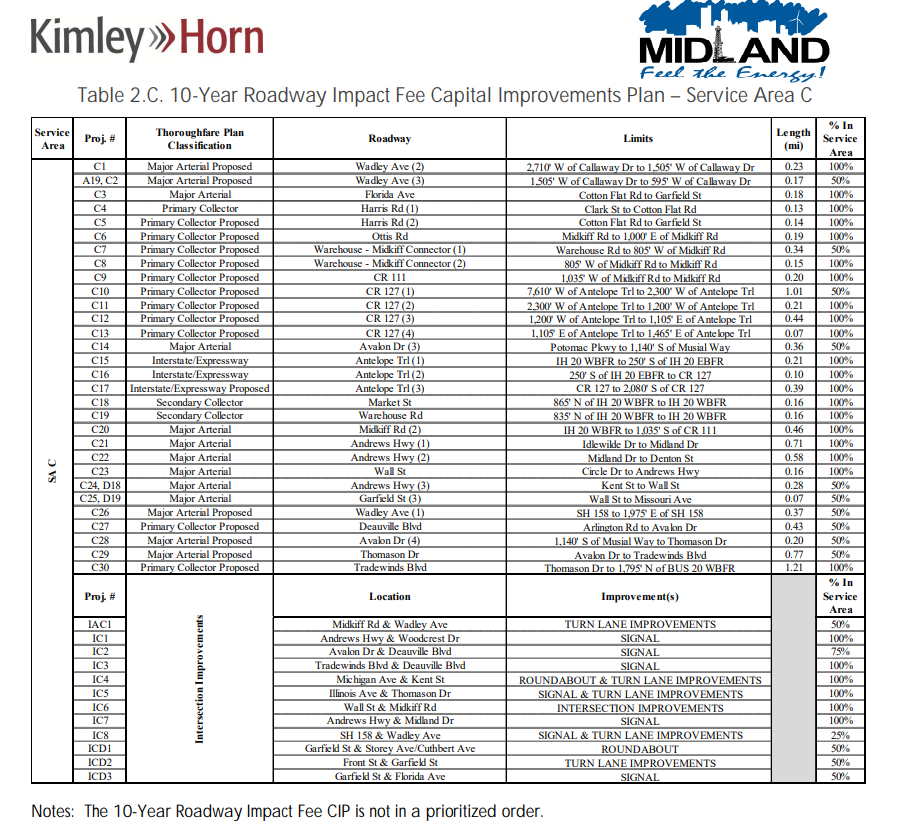 Kimley»Horn
MIDLAND
Feel the Energy!
Table 2.C. 10-Year Roadway Impact Fee Capital Improvements Plan – Service Area C
Service Area Proj. # Thoroughfare Plan Classification Roadway Limits Length (mi) % In Service Area
SA C
C1 Major Arterial Proposed Wadley Ave (2) 2,710' W of Callaway Dr to 1,505' W of Callaway Dr 0.23 100%
A19, C2 Major Arterial Proposed Wadley Ave (3) 1,505' W of Callaway Dr to 595' W of Callaway Dr 0.17 50%
C3 Major Arterial Florida Ave Cotton Flat Rd to Garfield St 0.18 100%
C4 Primary Collector Harris Rd (1) Clark St to Cotton Flat Rd 0.13 100%
C5 Primary Collector Proposed Harris Rd (2) Cotton Flat Rd to Garfield St 0.14 100%
C6 Primary Collector Proposed Ottis Rd Midkiff Rd to 1,000' E of Midkiff Rd 0.19 100%
C7 Primary Collector Proposed Warehouse - Midkiff Connector (1) Warehouse Rd to 805' W of Midkiff Rd 0.34 50%
C8 Primary Collector Proposed Warehouse - Midkiff Connector (2) 805' W of Midkiff Rd to Midkiff Rd 0.15 100%
C9 Primary Collector Proposed CR 111 1,035' W of Midkiff Rd to Midkiff Rd 0.20 100%
C10 Primary Collector Proposed CR 127 (1) 7,610' W of Antelope Trl to 2,300' W of Antelope Trl 1.01 50%
C11 Primary Collector Proposed CR 127 (2) 2,300' W of Antelope Trl to 1,200' W of Antelope Trl 0.21 100%
C12 Primary Collector Proposed CR 127 (3) 1,200' W of Antelope Trl to 1,105' E of Antelope Trl 0.44 100%
C13 Primary Collector Proposed CR 127 (4) 1,105' E of Antelope Trl to 1,465' E of Antelope Trl 0.07 100%
C14 Major Arterial Avalon Dr (3) Potomac Pkwy to 1,140' S of Musial Way 0.36 50%
C15 Interstate/Expressway Antelope Trl (1) IH 20 WBFR to 250' S of IH 20 EBFR 0.21 100%
C16 Interstate/Expressway Antelope Trl (2) 250' S of IH 20 EBFR to CR 127 0.10 100%
C17 Interstate/Expressway Proposed Antelope Trl (3) CR 127 to 2,080' S of CR 127 0.39 100%
C18 Secondary Collector Market St 865' N of IH 20 WBFR to IH 20 WBFR 0.16 100%
C19 Secondary Collector Warehouse Rd 835' N of IH 20 WBFR to IH 20 WBFR 0.16 100%
C20 Major Arterial Midkiff Rd (2) IH 20 WBFR to 1,035' S of CR 111 0.46 100%
C21 Major Arterial Andrews Hwy (1) Idlewilde Dr to Midland Dr 0.71 100%
C22 Major Arterial Andrews Hwy (2) Midland Dr to Denton St 0.58 100%
C23 Major Arterial Wall St Circle Dr to Andrews Hwy 0.16 100%
C24, D18 Major Arterial Andrews Hwy (3) Kent St to Wall St 0.28 50%
C25, D19 Major Arterial Garfield St (3) Wall St to Missouri Ave 0.07 50%
C26 Major Arterial Proposed Wadley Ave (1) SH 158 to 1,975' E of SH 158 0.37 50%
C27 Primary Collector Proposed Deauville Blvd Arlington Rd to Avalon Dr 0.43 50%
C28 Major Arterial Proposed Avalon Dr (4) 1,140' S of Musial Way to Thomason Dr 0.20 50%
C29 Major Arterial Proposed Thomason Dr Avalon Dr to Tradewinds Blvd 0.77 50%
C30 Primary Collector Proposed Tradewinds Blvd Thomason Dr to 1,795' N of BUS 20 WBFR 1.21 100%
Proj. # Location Improvement(s) % In Service Area
Intersection Improvements
IAC1 Midkiff Rd & Wadley Ave TURN LANE IMPROVEMENTS 50%
IC1 Andrews Hwy & Woodcrest Dr SIGNAL 100%
IC2 Avalon Dr & Deauville Blvd SIGNAL 75%
IC3 Tradewinds Blvd & Deauville Blvd SIGNAL 100%
IC4 Michigan Ave & Kent St ROUNDABOUT & TURN LANE IMPROVEMENTS 100%
IC5 Illinois Ave & Thomason Dr SIGNAL & TURN LANE IMPROVEMENTS 100%
IC6 Wall St & Midkiff Rd INTERSECTION IMPROVEMENTS 100%
IC7 Andrews Hwy & Midland Dr SIGNAL 100%
IC8 SH 158 & Wadley Ave SIGNAL & TURN LANE IMPROVEMENTS 25%
ICD1 Garfield St & Storey Ave/Cuthbert Ave ROUNDABOUT 50%
ICD2 Front St & Garfield St TURN LANE IMPROVEMENTS 50%
ICD3 Garfield St & Florida Ave SIGNAL 50%
Notes: The 10-Year Roadway Impact Fee CIP is not in a prioritized order.